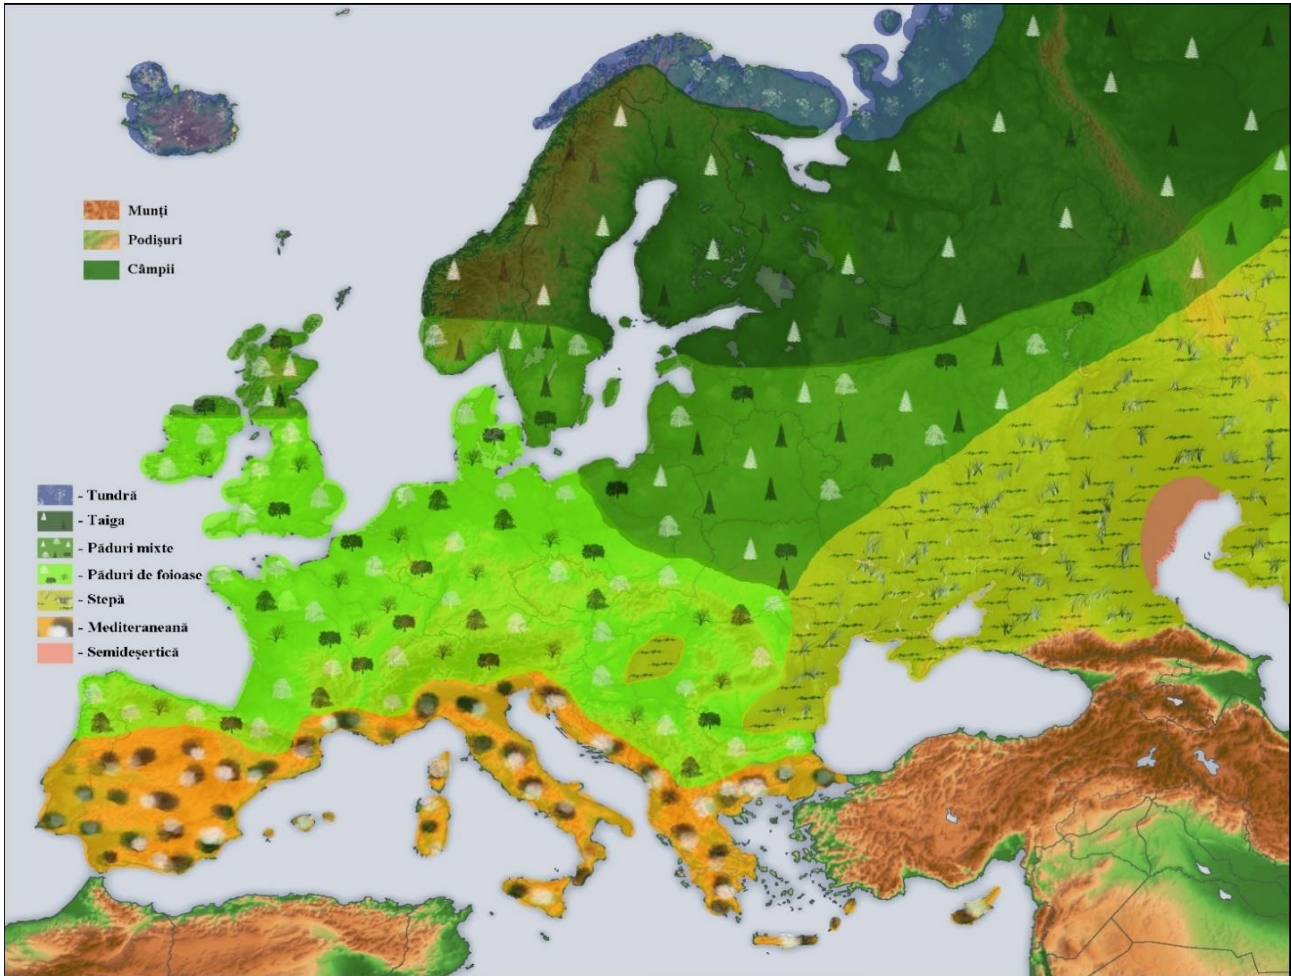 Munți
Podișuri
Câmpii
- Tundră
- Taiga
- Păduri mixte
- Păduri de foioase
- Stepă
- Mediteraneană
- Semideșertică